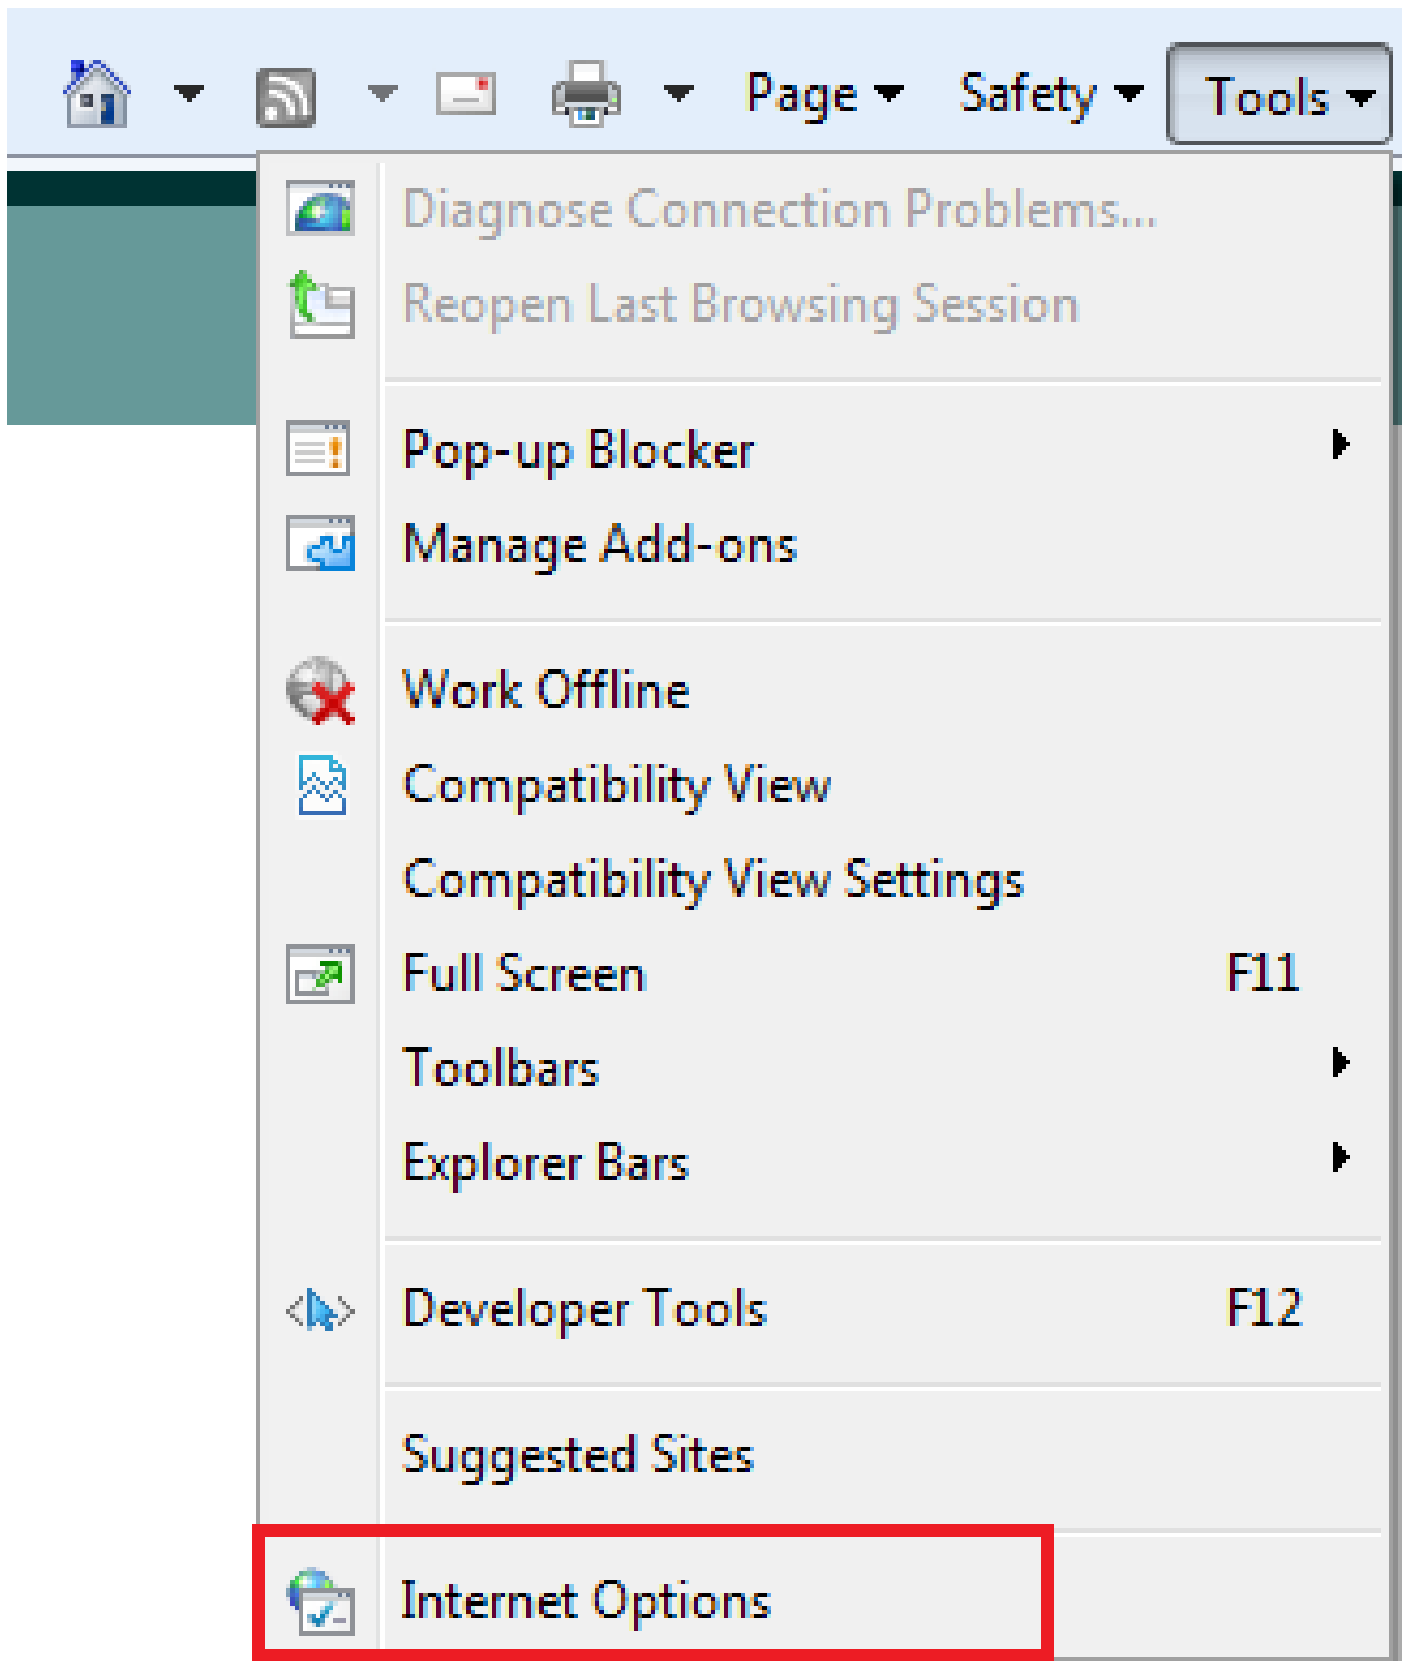 Page Safety Tools
Diagnose Connection Problems...
Reopen Last Browsing Session
Pop-up Blocker
Manage Add-ons
Work Offline
Compatibility View
Compatibility View Settings
Full Screen F11
Toolbars
Explorer Bars
Developer Tools F12
Suggested Sites
Internet Options